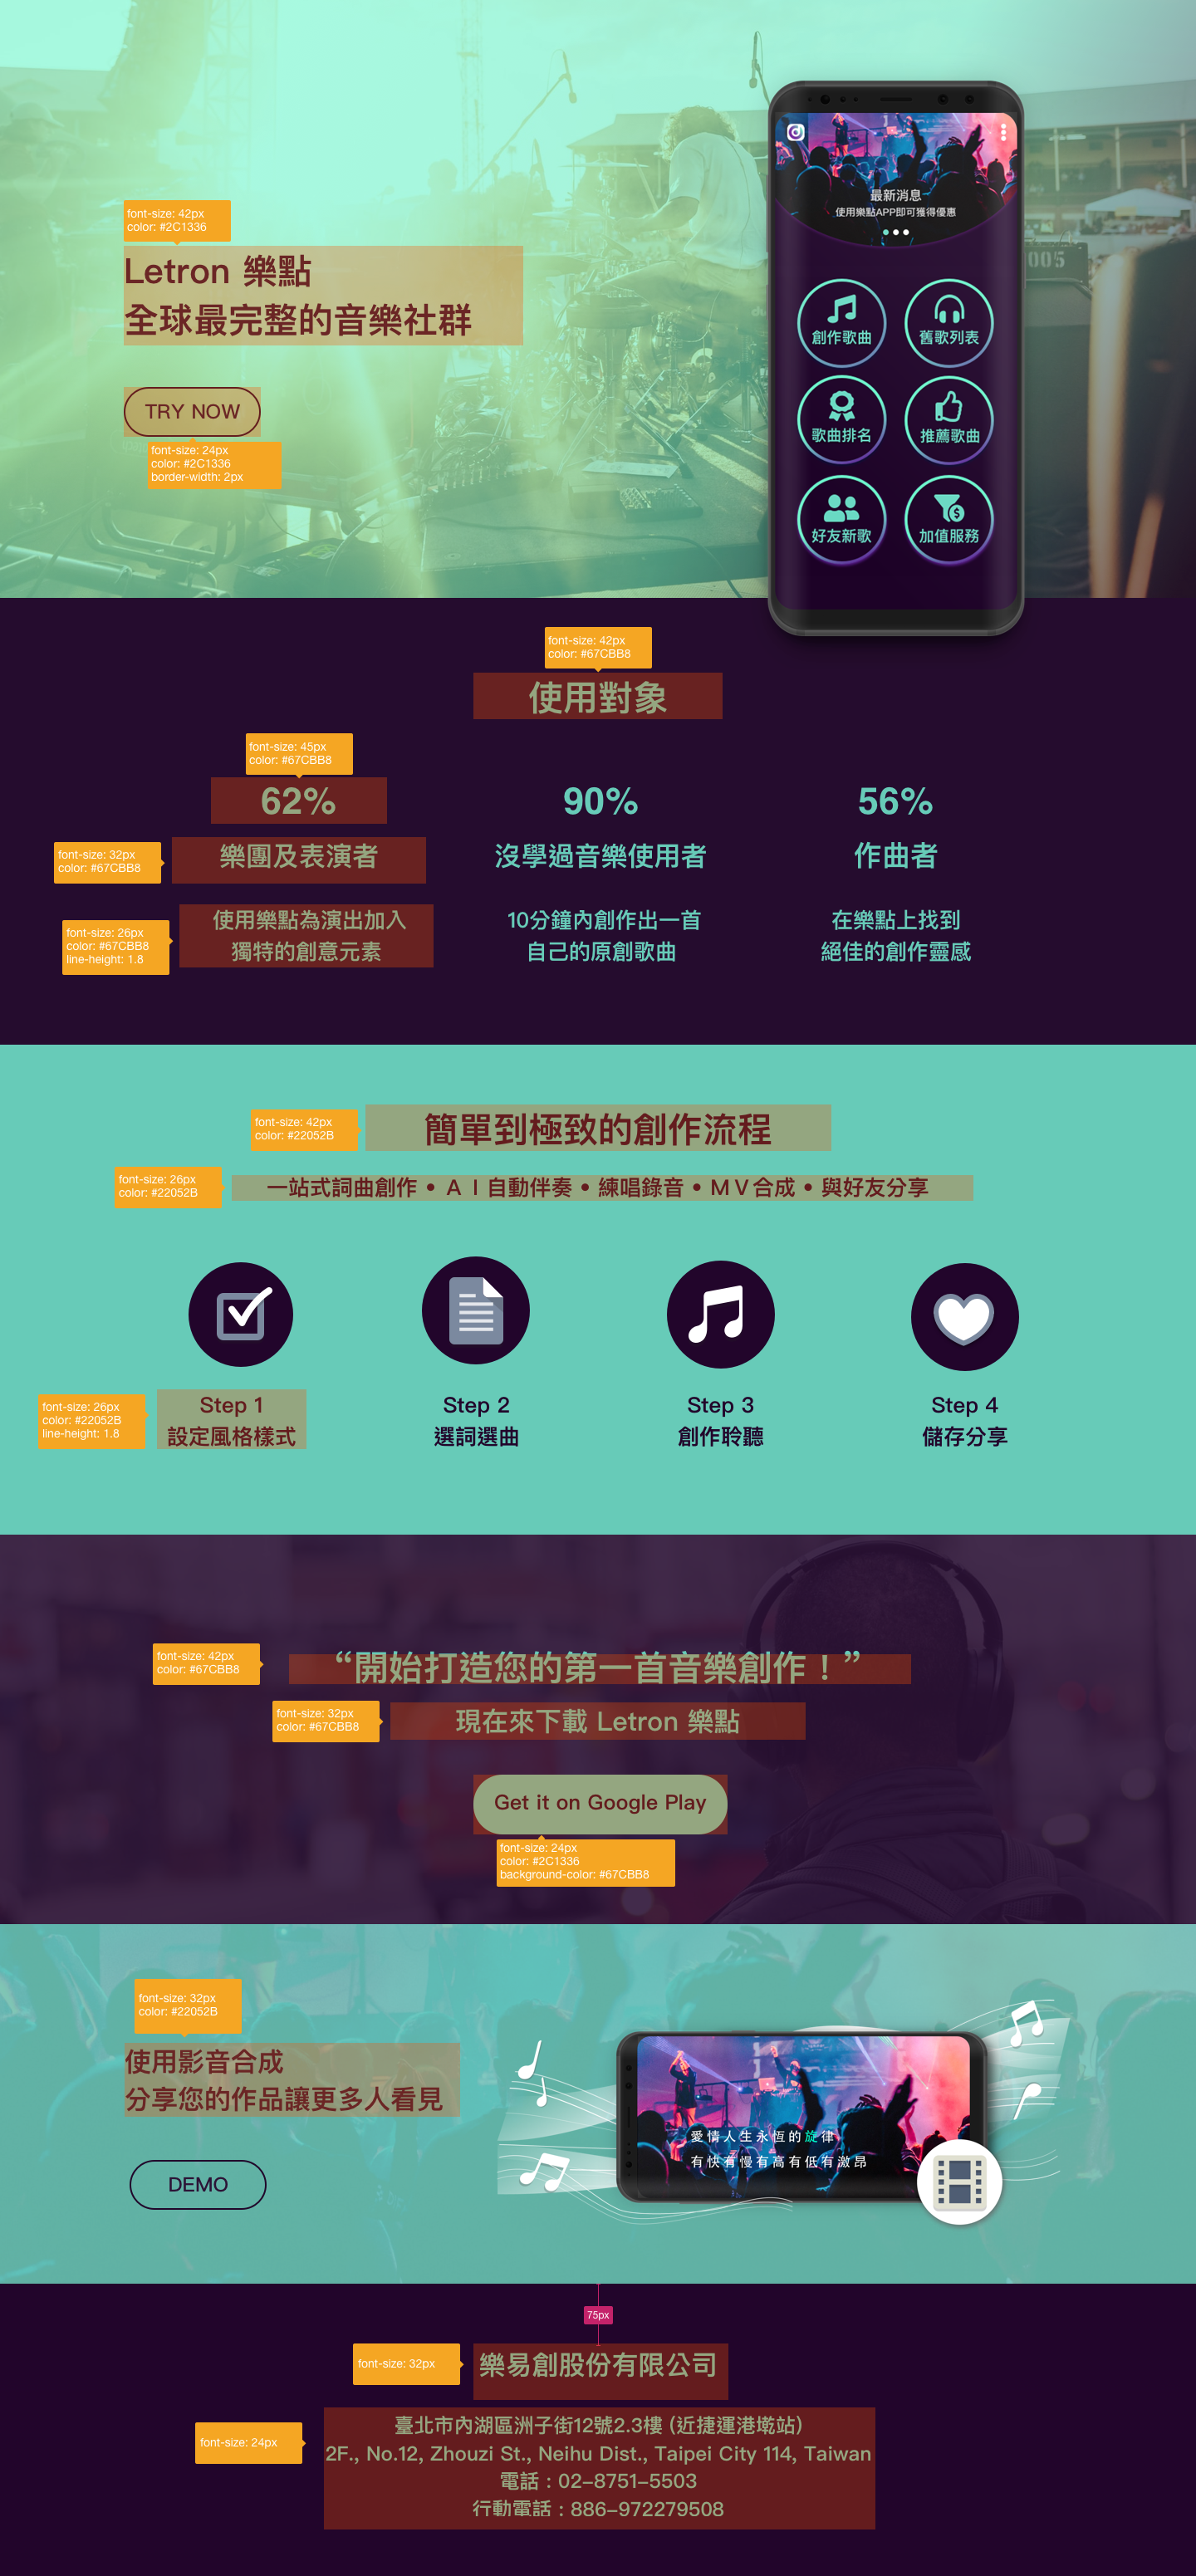 最新消息
使用樂點APP即可獲得優惠
font-size: 42px
color: #2C1336
Letron 樂點
全球最完整的音樂社群
005
創作歌曲
舊歌列表
TRY NOW
歌曲排名
推薦歌曲
font-size: 24px
color: #2C1336
border-width: 2px
好友新歌
加值服務
font-size: 42px
color: #67CBB8
使用對象
font-size: 45px
color: #67CBB8
62%
90%
56%
font-size: 32px
color: #67CBB8
樂團及表演者
沒學過音樂使用者
作曲者
font-size: 26px
color: #67CBB8
line-height: 1.8
使用樂點為演出加入
獨特的創意元素
10分鐘內創作出一首
自己的原創歌曲
在樂點上找到
絕佳的創作靈感
font-size: 42px
color: #22052B
簡單到極致的創作流程
font-size: 26px
color: #22052B
一站式詞曲創作 • ＡＩ自動伴奏 • 練唱錄音 • ＭＶ合成 • 與好友分享
font-size: 26px
color: #22052B
line-height: 1.8
Step 1
設定風格樣式
Step 2
選詞選曲
Step 3
創作聆聽
Step 4
儲存分享
font-size: 42px
color: #67CBB8
“開始打造您的第一首音樂創作！”
font-size: 32px
color: #67CBB8
現在來下載 Letron 樂點
Get it on Google Play
font-size: 24px
color: #2C1336
background-color: #67CBB8
font-size: 32px
color: #22052B
使用影音合成
分享您的作品讓更多人看見
愛情人生永恆的旋律
有快有慢有高有低有激昂
DEMO
75px
font-size: 32px
樂易創股份有限公司
font-size: 24px
臺北市內湖區洲子街12號2.3樓 (近捷運港墘站)
2F., No.12, Zhouzi St., Neihu Dist., Taipei City 114, Taiwan
電話：02-8751-5503
行動電話：886-972279508